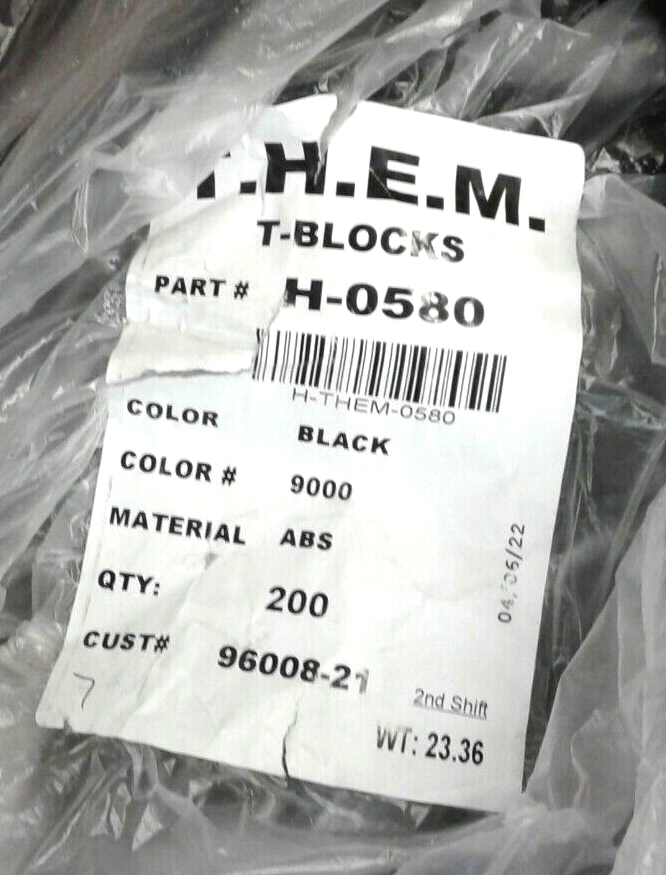 T.H.E.M.
T-BLOCKS
PART # H-0580
H-THEM-0580
COLOR BLACK
COLOR # 9000
MATERIAL ABS
QTY: 200
04/06/22
CUST# 96008-21
7
2nd Shift
WT: 23.36